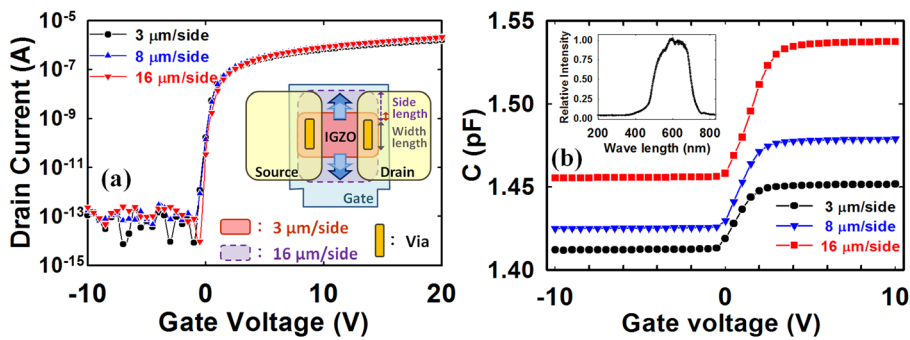 10⁻⁵
10⁻⁷
10⁻⁹
10⁻¹¹
10⁻¹³
10⁻¹⁵
Drain Current (A)
3 μm/side
8 μm/side
16 μm/side
Side length
Width length
IGZO
Source
Drain
Gate
(a)
: 3 μm/side
: 16 μm/side
: Via
-10 0 10 20
Gate Voltage (V)
1.55
1.50
1.45
1.40
C (pF)
Relative Intensity
1.00
0.75
0.50
0.25
0.00
200 400 600 800
Wave length (nm)
(b)
3 μm/side
8 μm/side
16 μm/side
-10 -5 0 5 10
Gate voltage (V)